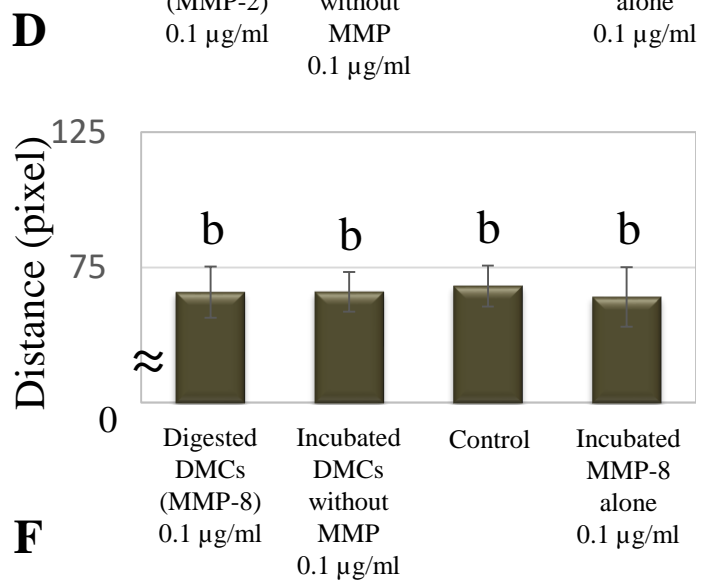 (MMP-2) without alone
D 0.1 µg/ml MMP 0.1 µg/ml
0.1 µg/ml
125
Distance (pixel)
75
b b b b
≈
0
Digested Incubated Control Incubated
DMCs DMCs MMP-8
(MMP-8) without alone
0.1 µg/ml MMP 0.1 µg/ml
F 0.1 µg/ml